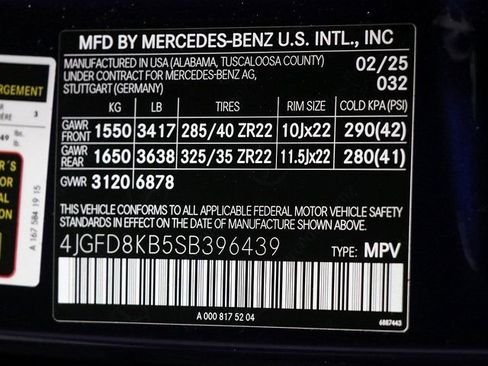 MFD BY MERCEDES-BENZ U.S. INTL., INC
MANUFACTURED IN USA (ALABAMA, TUSCALOOSA COUNTY) 02/25
UNDER CONTRACT FOR MERCEDES-BENZ AG, 032
STUTTGART (GERMANY)
KG LB TIRES RIM SIZE COLD KPA (PSI)
GAWR FRONT 1550 3417 285/40 ZR22 10Jx22 290(42)
GAWR REAR 1650 3638 325/35 ZR22 11.5Jx22 280(41)
GVWR 3120 6878
THIS VEHICLE CONFORMS TO ALL APPLICABLE FEDERAL MOTOR VEHICLE SAFETY
STANDARDS IN EFFECT ON THE DATE OF MANUFACTURE SHOWN ABOVE.
4JGFD8KB5SB396439 TYPE: MPV
A 000 817 52 04
6887443
ARGEMENT
3
49 lbs.
A 167 584 19 15